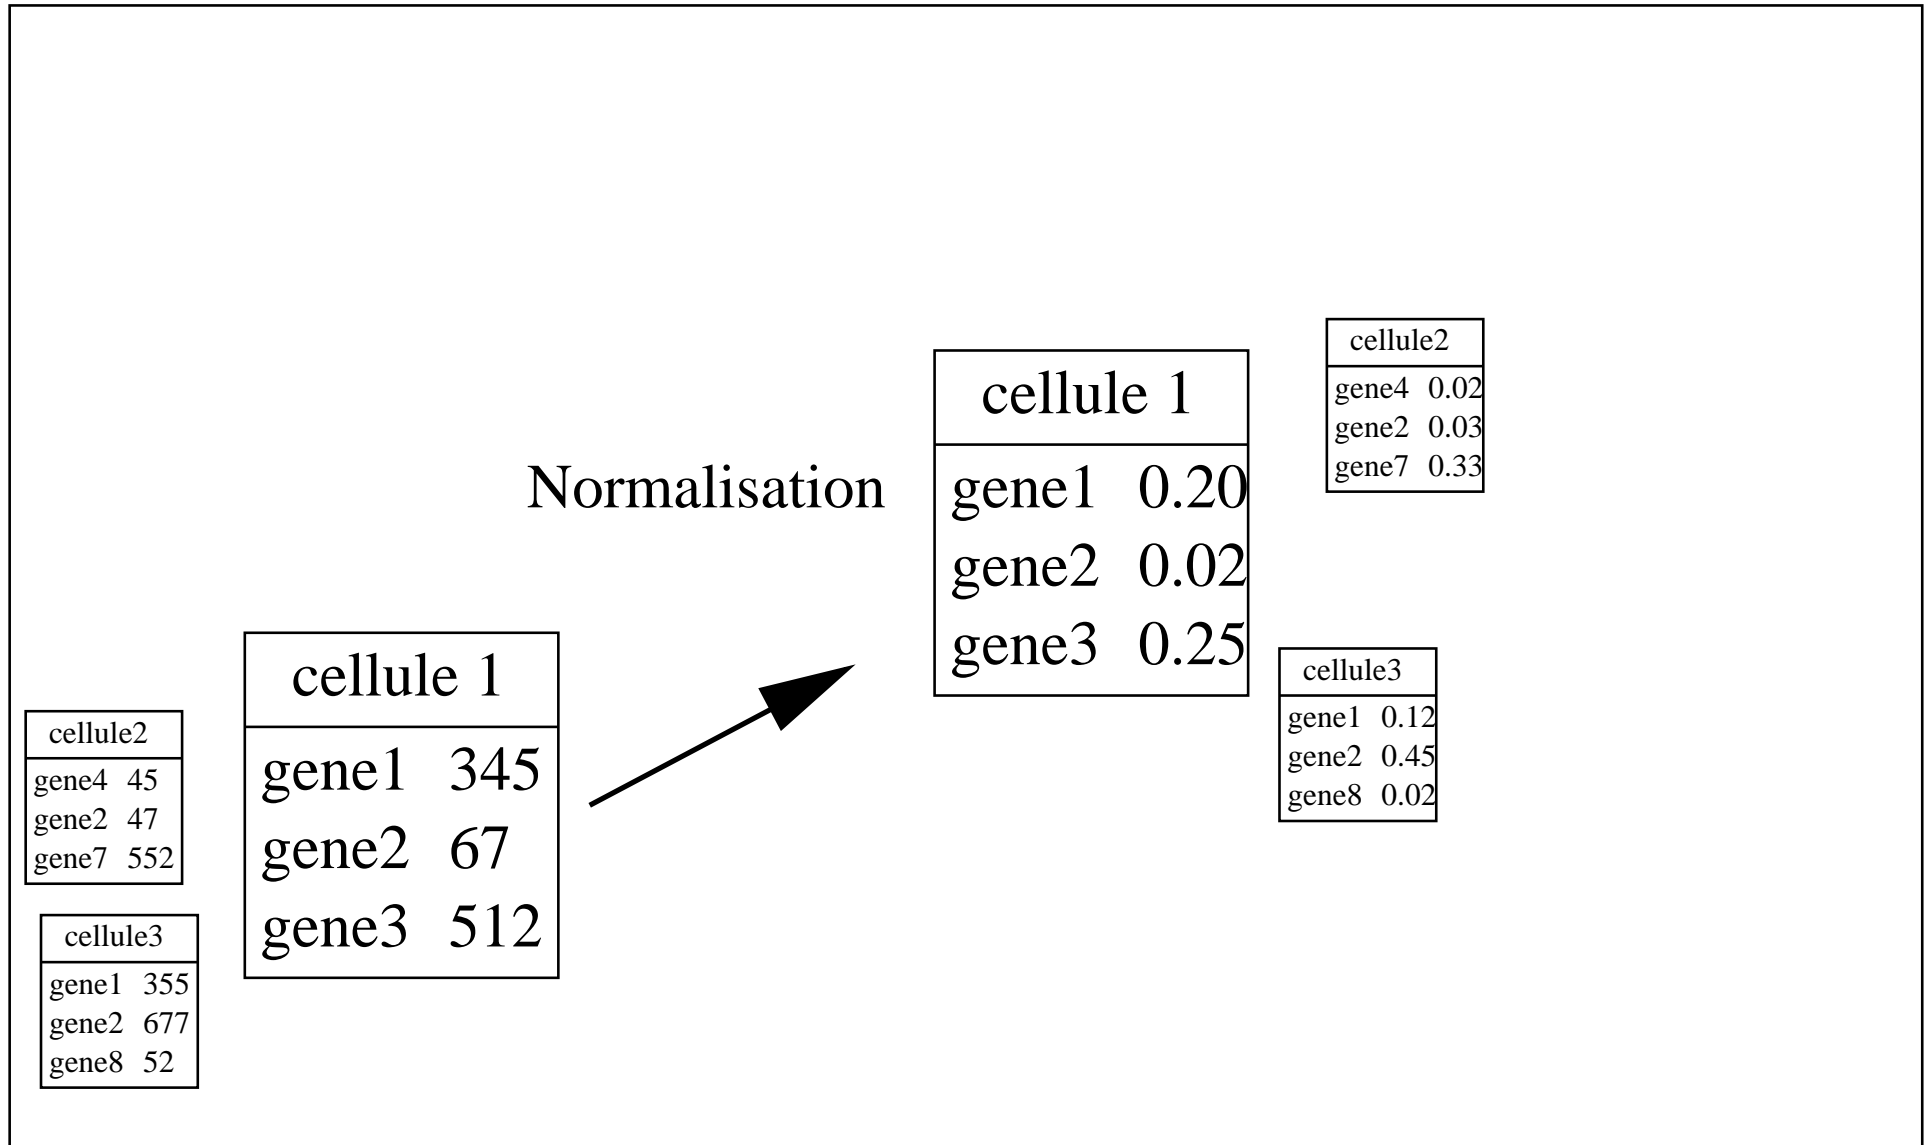 cellule2
gene4 45
gene2 47
gene7 552
cellule3
gene1 355
gene2 677
gene8 52
cellule 1
gene1 345
gene2 67
gene3 512
Normalisation
cellule 1
gene1 0.20
gene2 0.02
gene3 0.25
cellule2
gene4 0.02
gene2 0.03
gene7 0.33
cellule3
gene1 0.12
gene2 0.45
gene8 0.02